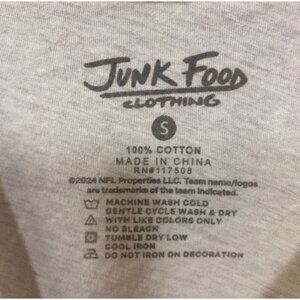 JUNK FOOD
CLOTHING
S
100% COTTON
MADE IN CHINA
RN#117508
©2024 NFL Properties LLC. Team name/logos
are trademarks of the team indicated.
MACHINE WASH COLD
GENTLE CYCLE WASH & DRY
WITH LIKE COLORS ONLY
NO BLEACH
TUMBLE DRY LOW
COOL IRON
DO NOT IRON ON DECORATION